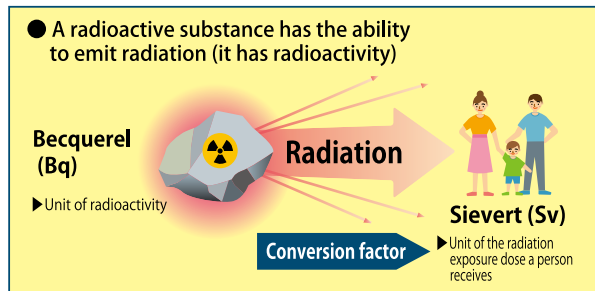 ● A radioactive substance has the ability
to emit radiation (it has radioactivity)
Becquerel
(Bq)
▶Unit of radioactivity
Radiation
Sievert (Sv)
▶Unit of the radiation
exposure dose a person
receives
Conversion factor